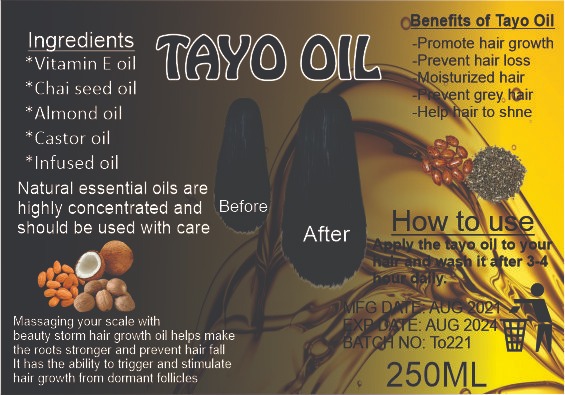 TAYO OIL
Ingredients
*Vitamin E oil
*Chai seed oil
*Almond oil
*Castor oil
*Infused oil
Natural essential oils are
highly concentrated and
should be used with care
Massaging your scale with
beauty storm hair growth oil helps make
the roots stronger and prevent hair fall
It has the ability to trigger and stimulate
hair growth from dormant follicles
Before
After
Benefits of Tayo Oil
-Promote hair growth
-Prevent hair loss
-Moisturized hair
-Prevent grey hair
-Help hair to shne
How to use
Apply the tayo oil to your
hair and wash it after 3-4
hour daily.
MFG DATE: AUG 2021
EXP DATE: AUG 2024
BATCH NO: To221
250ML